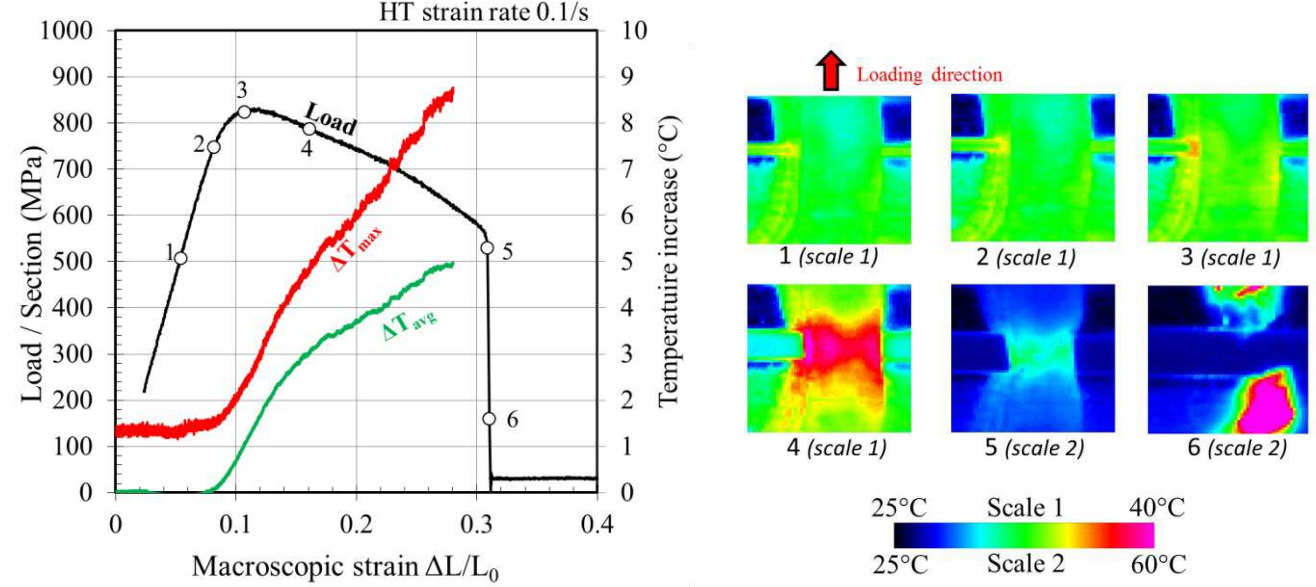 HT strain rate 0.1/s
1000
900
800
700
600
500
400
300
200
100
0
Load / Section (MPa)
10
9
8
7
6
5
4
3
2
1
0
Temperatuire increase (°C)
0 0.1 0.2 0.3 0.4
Macroscopic strain ΔL/L0
1
2
3
Load
4
5
6
ΔTmax
ΔTavg
Loading direction
1 (scale 1) 2 (scale 1) 3 (scale 1)
4 (scale 1) 5 (scale 2) 6 (scale 2)
25°C Scale 1 40°C
25°C Scale 2 60°C